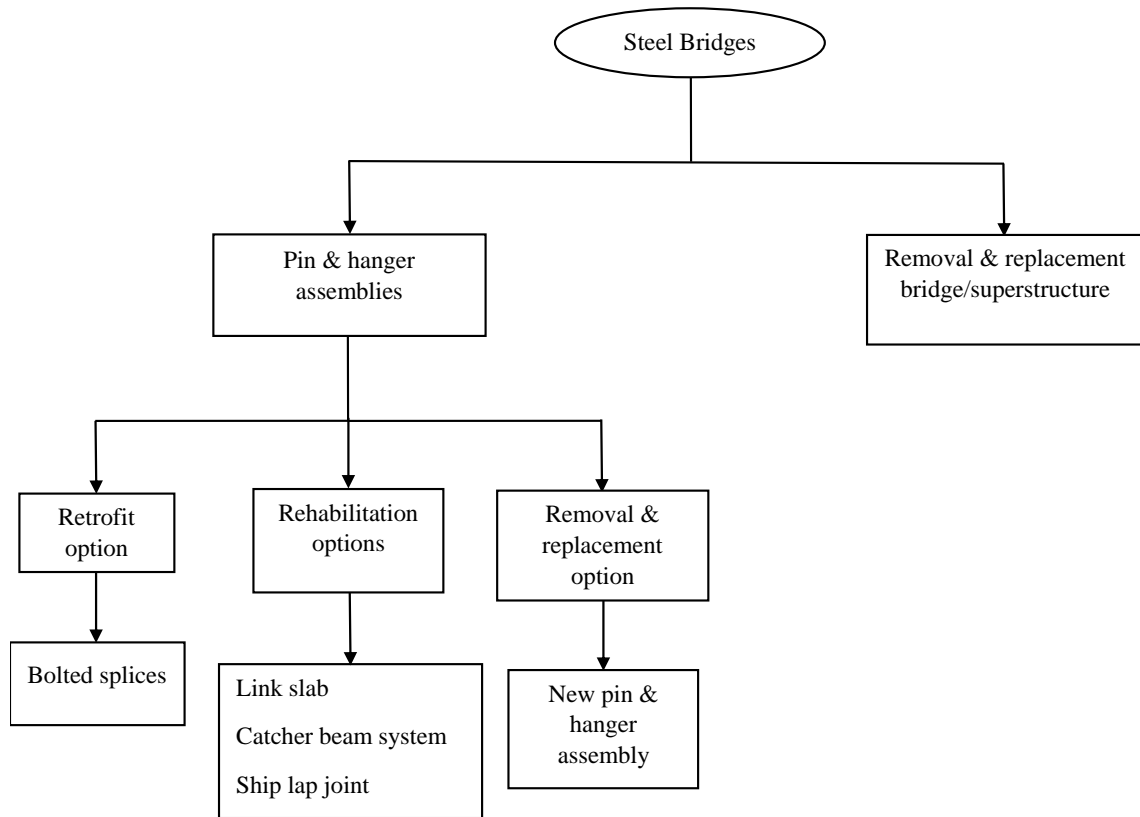 Steel Bridges
Pin & hanger
assemblies
Removal & replacement
bridge/superstructure
Retrofit
option
Rehabilitation
options
Removal &
replacement
option
Bolted splices
Link slab
Catcher beam system
Ship lap joint
New pin &
hanger
assembly